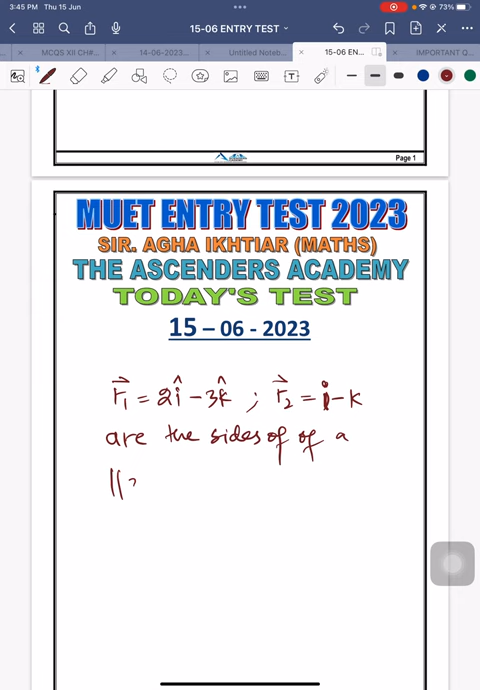 3:45 PM Thu 15 Jun
73%
15-06 ENTRY TEST
MCQS XII CH#...
14-06-2023...
Untitled Noteb...
15-06 EN...
IMPORTANT Q...
Page 1
MUET ENTRY TEST 2023
SIR. AGHA IKHTIAR (MATHS)
THE ASCENDERS ACADEMY
TODAY'S TEST
15 – 06 - 2023
r⃗₁ = 2î - 3k̂ ; r⃗₂ = i - k
are the sides of of a
||